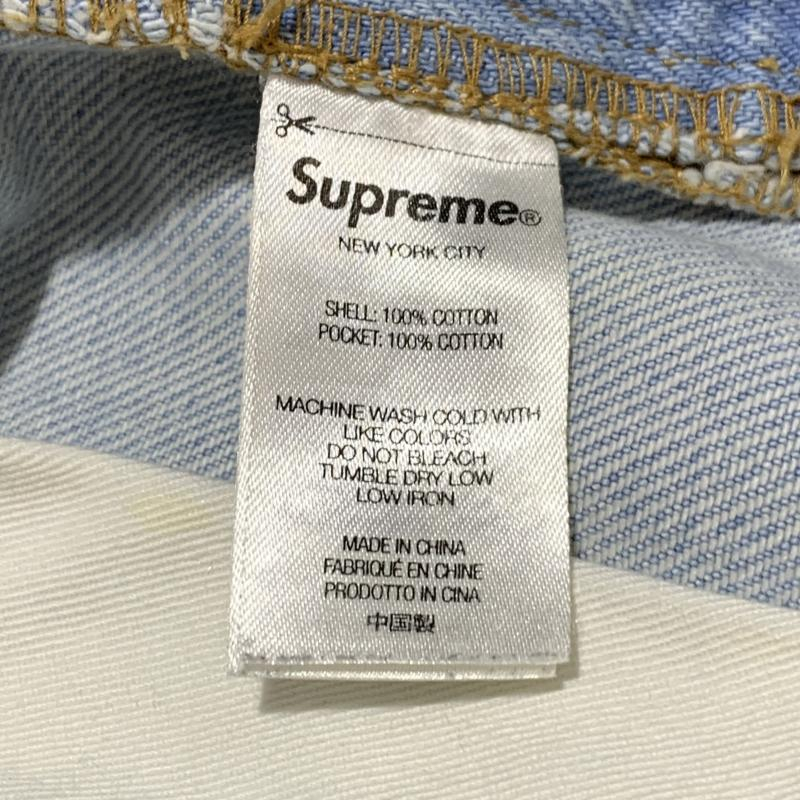 Supreme®
NEW YORK CITY
SHELL: 100% COTTON
POCKET: 100% COTTON
MACHINE WASH COLD WITH
LIKE COLORS
DO NOT BLEACH
TUMBLE DRY LOW
LOW IRON
MADE IN CHINA
FABRIQUÉ EN CHINE
PRODOTTO IN CINA
中国製